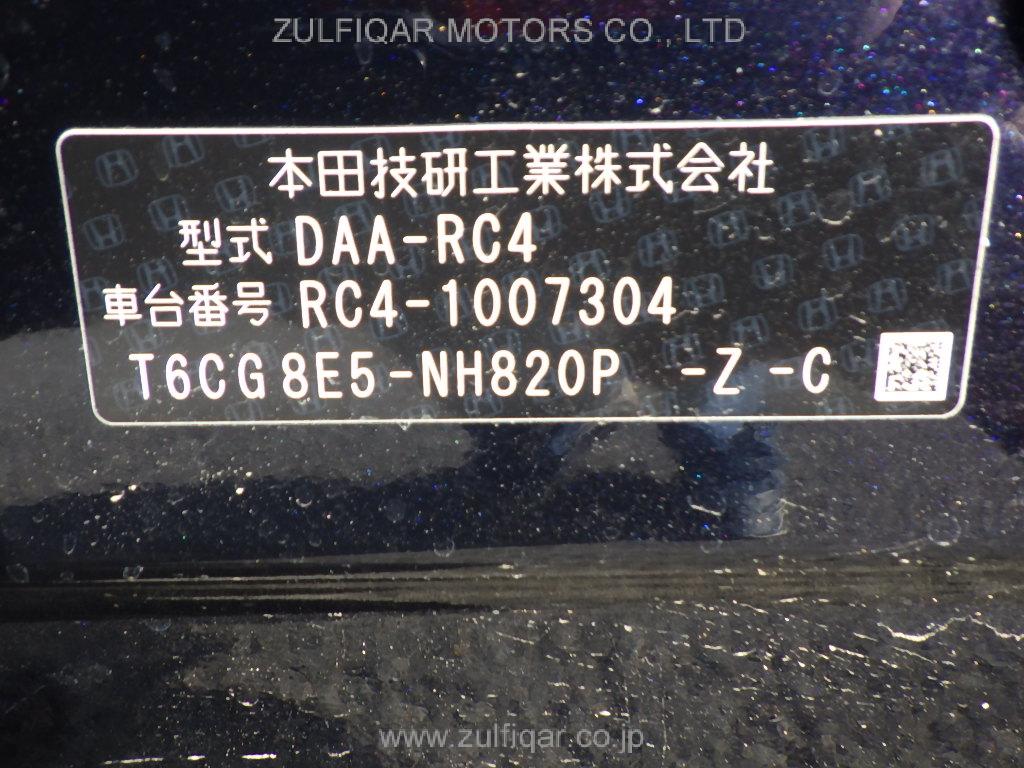 ZULFIQAR MOTORS CO., LTD
本田技研工業株式会社
型式 DAA-RC4
車台番号 RC4-1007304
T6CG8E5-NH820P -Z -C
www.zulfiqar.co.jp